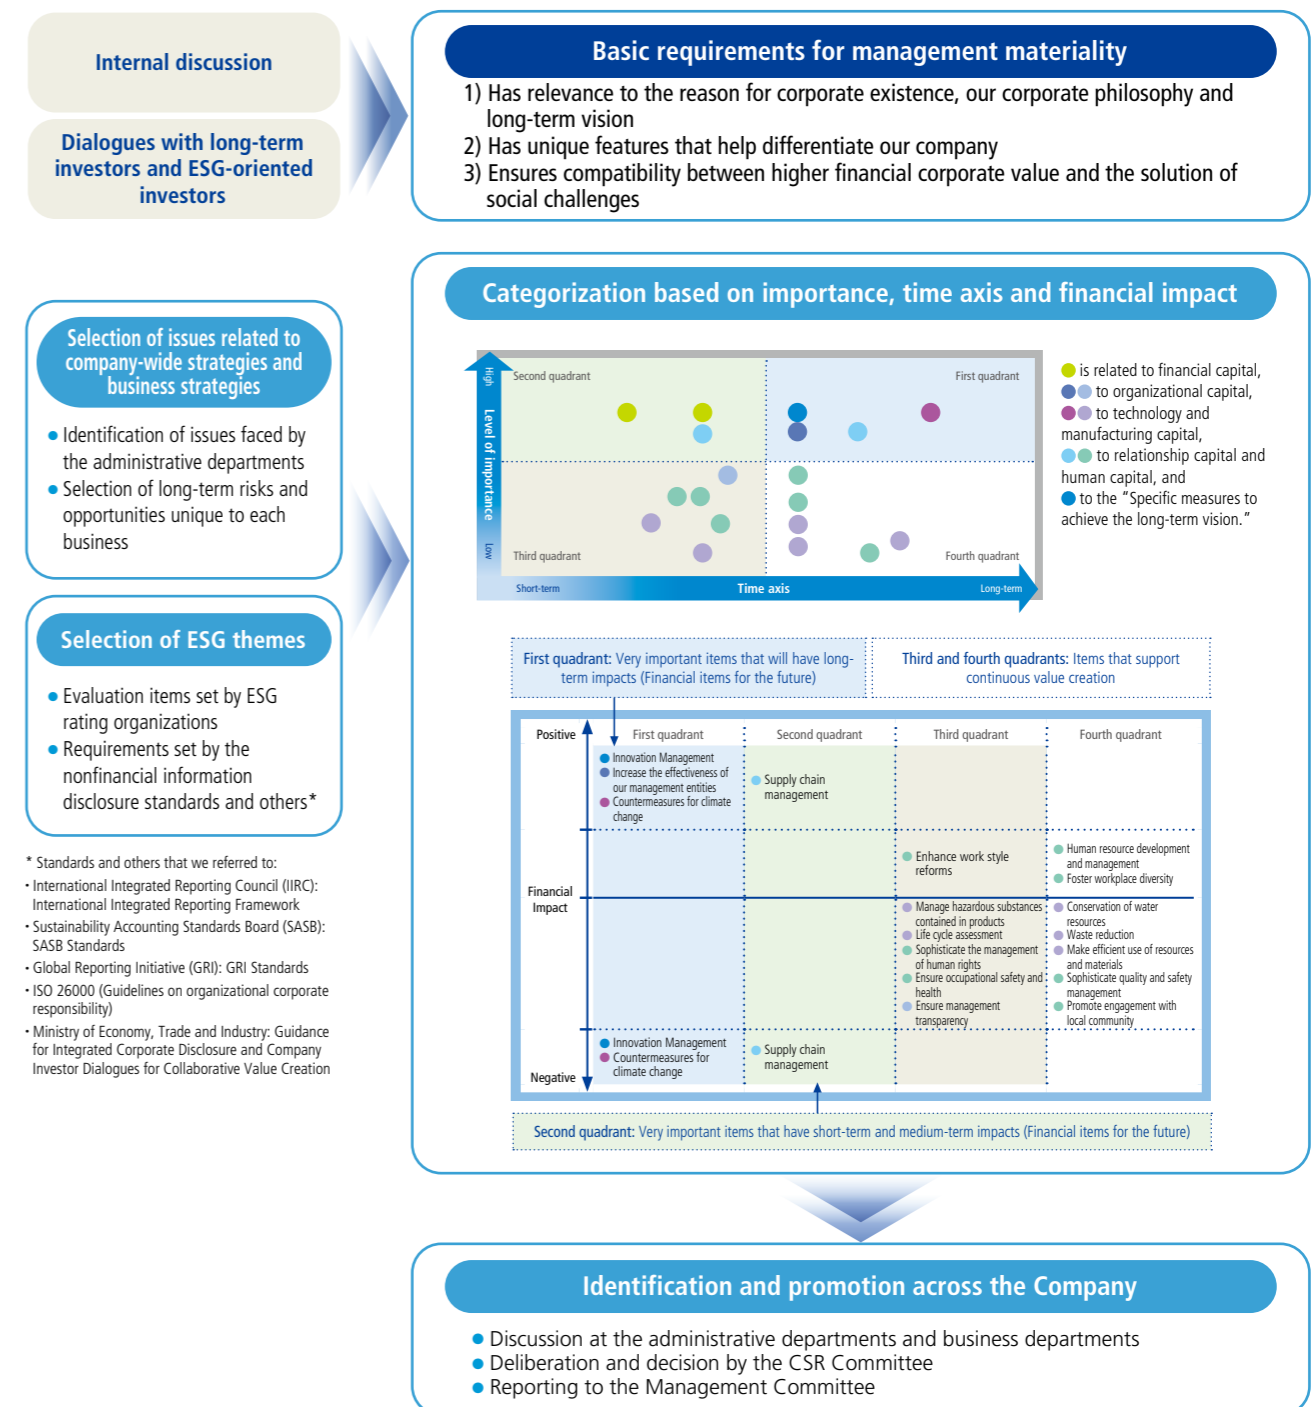 Internal discussion
Dialogues with long-term
investors and ESG-oriented
investors
Basic requirements for management materiality
1) Has relevance to the reason for corporate existence, our corporate philosophy and
long-term vision
2) Has unique features that help differentiate our company
3) Ensures compatibility between higher financial corporate value and the solution of
social challenges
Selection of issues related to
company-wide strategies and
business strategies
● Identification of issues faced by
the administrative departments
● Selection of long-term risks and
opportunities unique to each
business
Selection of ESG themes
● Evaluation items set by ESG
rating organizations
● Requirements set by the
nonfinancial information
disclosure standards and others*
* Standards and others that we referred to:
• International Integrated Reporting Council (IIRC):
International Integrated Reporting Framework
• Sustainability Accounting Standards Board (SASB):
SASB Standards
• Global Reporting Initiative (GRI): GRI Standards
• ISO 26000 (Guidelines on organizational corporate
responsibility)
• Ministry of Economy, Trade and Industry: Guidance
for Integrated Corporate Disclosure and Company
Investor Dialogues for Collaborative Value Creation
Categorization based on importance, time axis and financial impact
High
Level of importance
Low
Second quadrant
First quadrant
Third quadrant
Fourth quadrant
Short-term
Time axis
Long-term
● is related to financial capital,
●● to organizational capital,
●● to technology and
manufacturing capital,
●● to relationship capital and
human capital, and
● to the “Specific measures to
achieve the long-term vision.”
First quadrant: Very important items that will have long-
term impacts (Financial items for the future)
Third and fourth quadrants: Items that support
continuous value creation
Positive
Financial
Impact
Negative
First quadrant
Second quadrant
Third quadrant
Fourth quadrant
● Innovation Management
● Increase the effectiveness of
our management entities
● Countermeasures for climate
change
● Supply chain
management
● Enhance work style
reforms
● Human resource development
and management
● Foster workplace diversity
● Manage hazardous substances
contained in products
● Life cycle assessment
● Sophisticate the management
of human rights
● Ensure occupational safety and
health
● Ensure management
transparency
● Conservation of water
resources
● Waste reduction
● Make efficient use of resources
and materials
● Sophisticate quality and safety
management
● Promote engagement with
local community
● Innovation Management
● Countermeasures for
climate change
● Supply chain
management
Second quadrant: Very important items that have short-term and medium-term impacts (Financial items for the future)
Identification and promotion across the Company
● Discussion at the administrative departments and business departments
● Deliberation and decision by the CSR Committee
● Reporting to the Management Committee